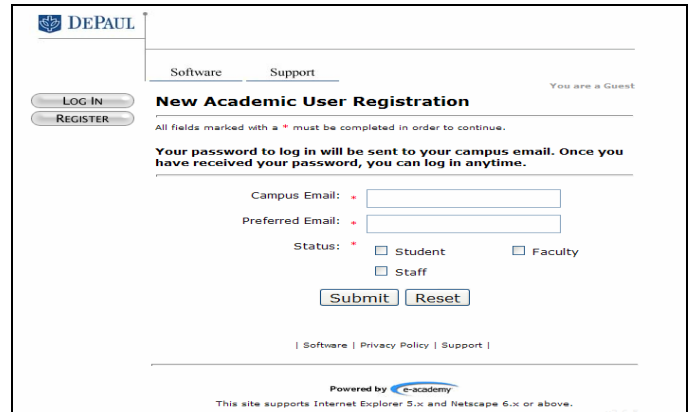 DEPAUL
Software Support
You are a Guest
LOG IN
REGISTER
New Academic User Registration
All fields marked with a * must be completed in order to continue.
Your password to log in will be sent to your campus email. Once you
have received your password, you can log in anytime.
Campus Email: *
Preferred Email: *
Status: * Student Faculty
Staff
Submit Reset
| Software | Privacy Policy | Support |
Powered by e-academy
This site supports Internet Explorer 5.x and Netscape 6.x or above.